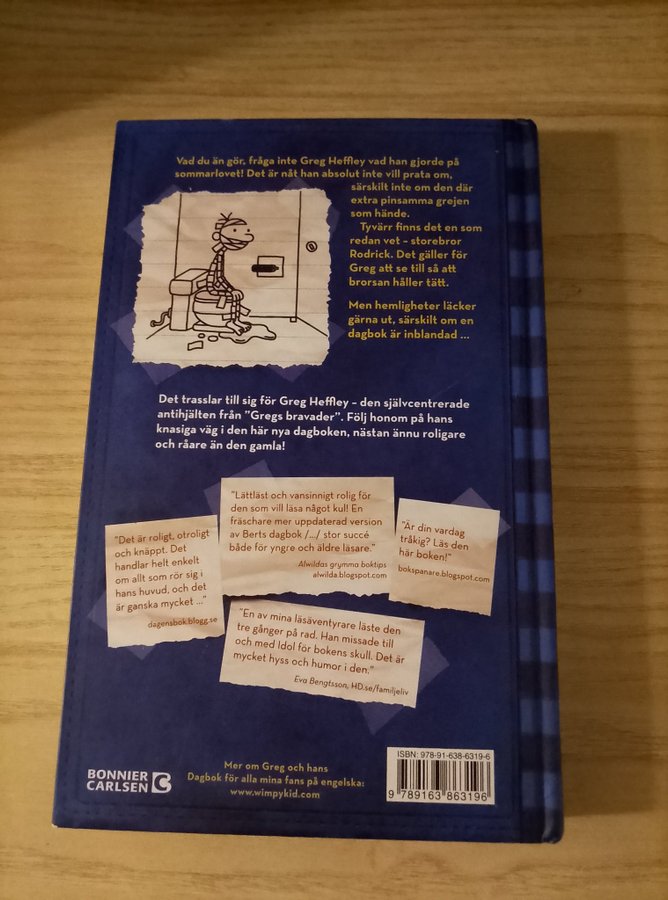 Vad du än gör, fråga inte Greg Heffley vad han gjorde på
sommarlovet! Det är nåt han absolut inte vill prata om,
särskilt inte om den där
extra pinsamma grejen
som hände.
Tyvärr finns det en som
redan vet – storebror
Rodrick. Det gäller för
Greg att se till så att
brorsan håller tätt.
Men hemligheter läcker
gärna ut, särskilt om en
dagbok är inblandad ...
Det trasslar till sig för Greg Heffley – den självcentrerade
antihjälten från ”Gregs bravader”. Följ honom på hans
knasiga väg i den här nya dagboken, nästan ännu roligare
och råare än den gamla!
”Det är roligt, otroligt
och knäppt. Det
handlar helt enkelt
om allt som rör sig i
hans huvud, och det
är ganska mycket ...”
dagensbok.blogg.se
”Lättläst och vansinnigt rolig för
den som vill läsa något kul! En
fräschare mer uppdaterad version
av Berts dagbok /.../ stor succé
både för yngre och äldre läsare.”
Alwildas grymma boktips
alwilda.blogspot.com
”Är din vardag
tråkig? Läs den
här boken!”
bokspanare.blogspot.com
”En av mina läsäventyrare läste den
tre gånger på rad. Han missade till
och med Idol för bokens skull. Det är
mycket hyss och humor i den.”
Eva Bengtsson, HD.se/familjeliv
BONNIER
CARLSEN
Mer om Greg och hans
Dagbok för alla mina fans på engelska:
www.wimpykid.com
ISBN: 978-91-638-6319-6
9 789163 863196